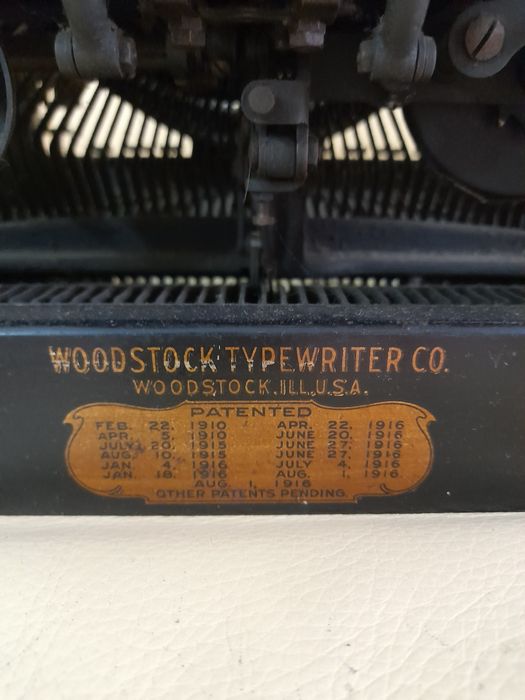 WOODSTOCK TYPEWRITER CO.
WOODSTOCK, ILL, U.S.A.
PATENTED
FEB. 22. 1910 APR. 22. 1916
APR. 5. 1910 JUNE 20. 1916
JULY 20. 1915 JUNE 27. 1916
AUG. 10. 1915 JUNE 27. 1916
JAN. 4. 1916 JULY 4. 1916
JAN. 18. 1916 AUG. 1. 1916
AUG. 1. 1916
OTHER PATENTS PENDING.